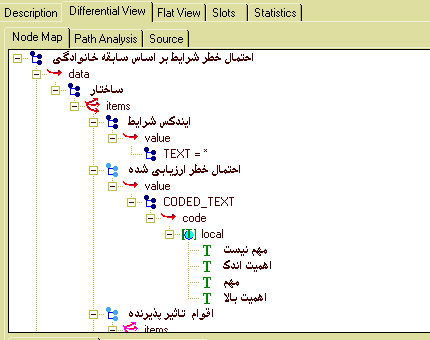 Description Differential View Flat View Slots Statistics
Node Map Path Analysis Source
احتمال خطر شرایط بر اساس سابقه خانوادگی
data
ساختار
items
ایندکس شرایط
value
TEXT = *
احتمال خطر ارزیابی شده
value
CODED_TEXT
code
local
T مهم نیست
T اهمیت اندک
T مهم
T اهمیت بالا
اقوام تاثیر پذیرنده
items